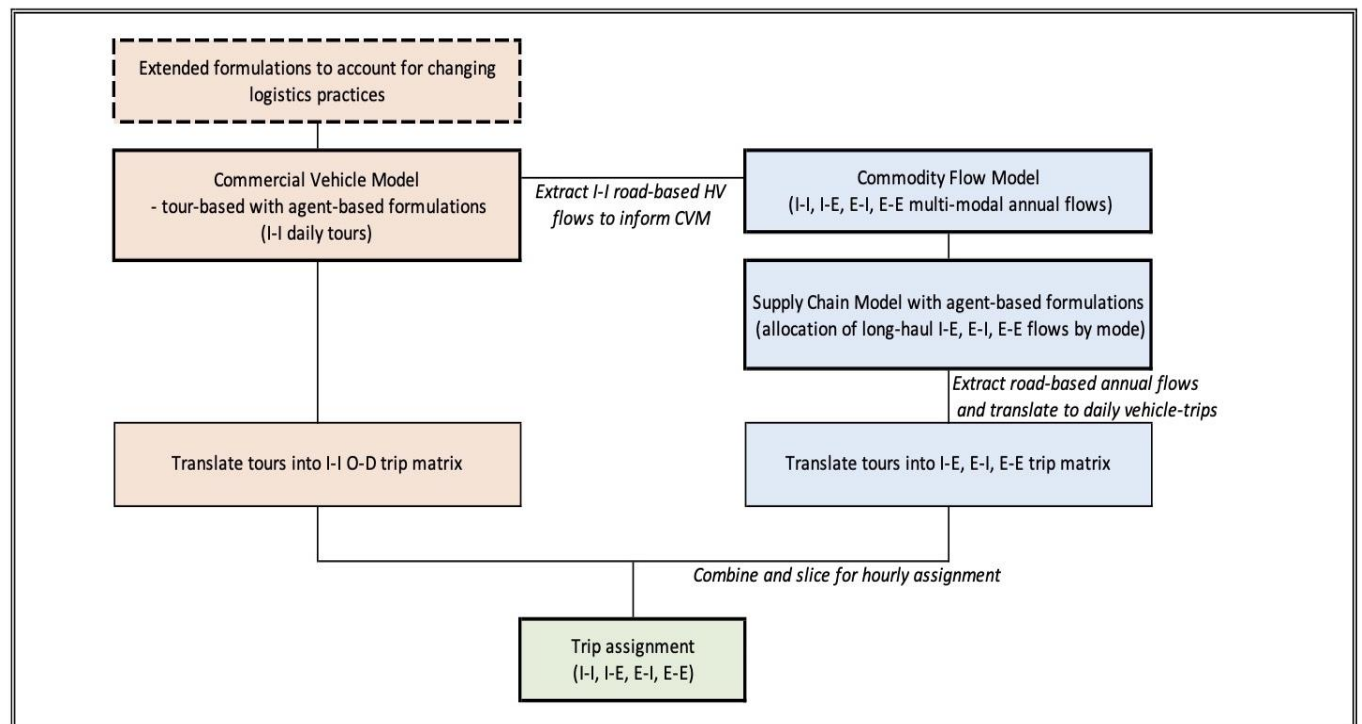 Extended formulations to account for changing
logistics practices
Commercial Vehicle Model
- tour-based with agent-based formulations
(I-I daily tours)
Extract I-I road-based HV
flows to inform CVM
Commodity Flow Model
(I-I, I-E, E-I, E-E multi-modal annual flows)
Supply Chain Model with agent-based formulations
(allocation of long-haul I-E, E-I, E-E flows by mode)
Extract road-based annual flows
and translate to daily vehicle-trips
Translate tours into I-I O-D trip matrix
Translate tours into I-E, E-I, E-E trip matrix
Combine and slice for hourly assignment
Trip assignment
(I-I, I-E, E-I, E-E)